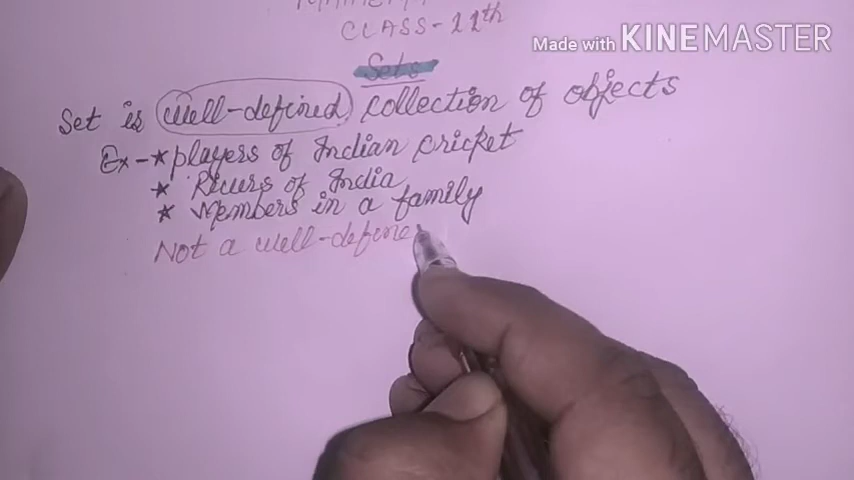 CLASS-11th
Made with KINEMASTER
Sets
Set is well-defined collection of objects
Ex-* players of Indian cricket
* Rivers of India
* Members in a family
Not a well-define